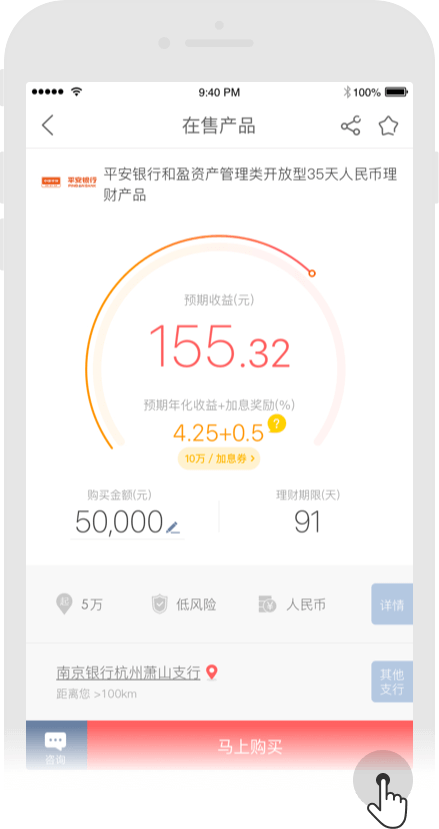 9:40 PM
100%
在售产品
平安银行
平安银行和盈资产管理类开放型35天人民币理
财产品
预期收益(元)
155.32
预期年化收益+加息奖励(%)
4.25+0.5
?
10万 / 加息券 >
购买金额(元)
理财期限(天)
50,000
91
起
5万
低风险
¥
人民币
详情
南京银行杭州萧山支行
距离您 >100km
其他
支行
咨询
马上购买